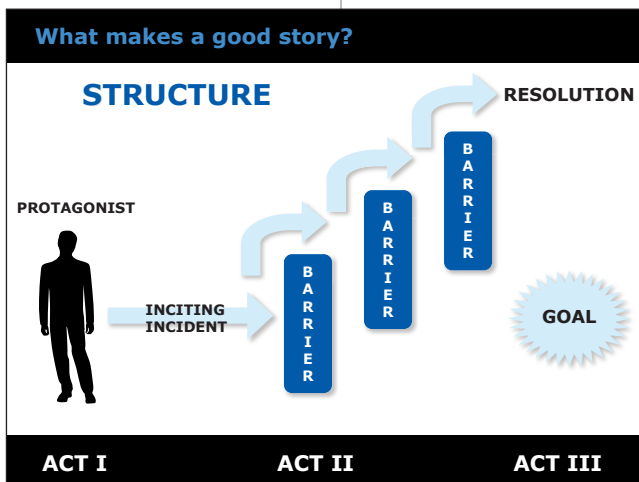 What makes a good story?
STRUCTURE
RESOLUTION
PROTAGONIST
INCITING
INCIDENT
BARRIER
BARRIER
BARRIER
GOAL
ACT I
ACT II
ACT III